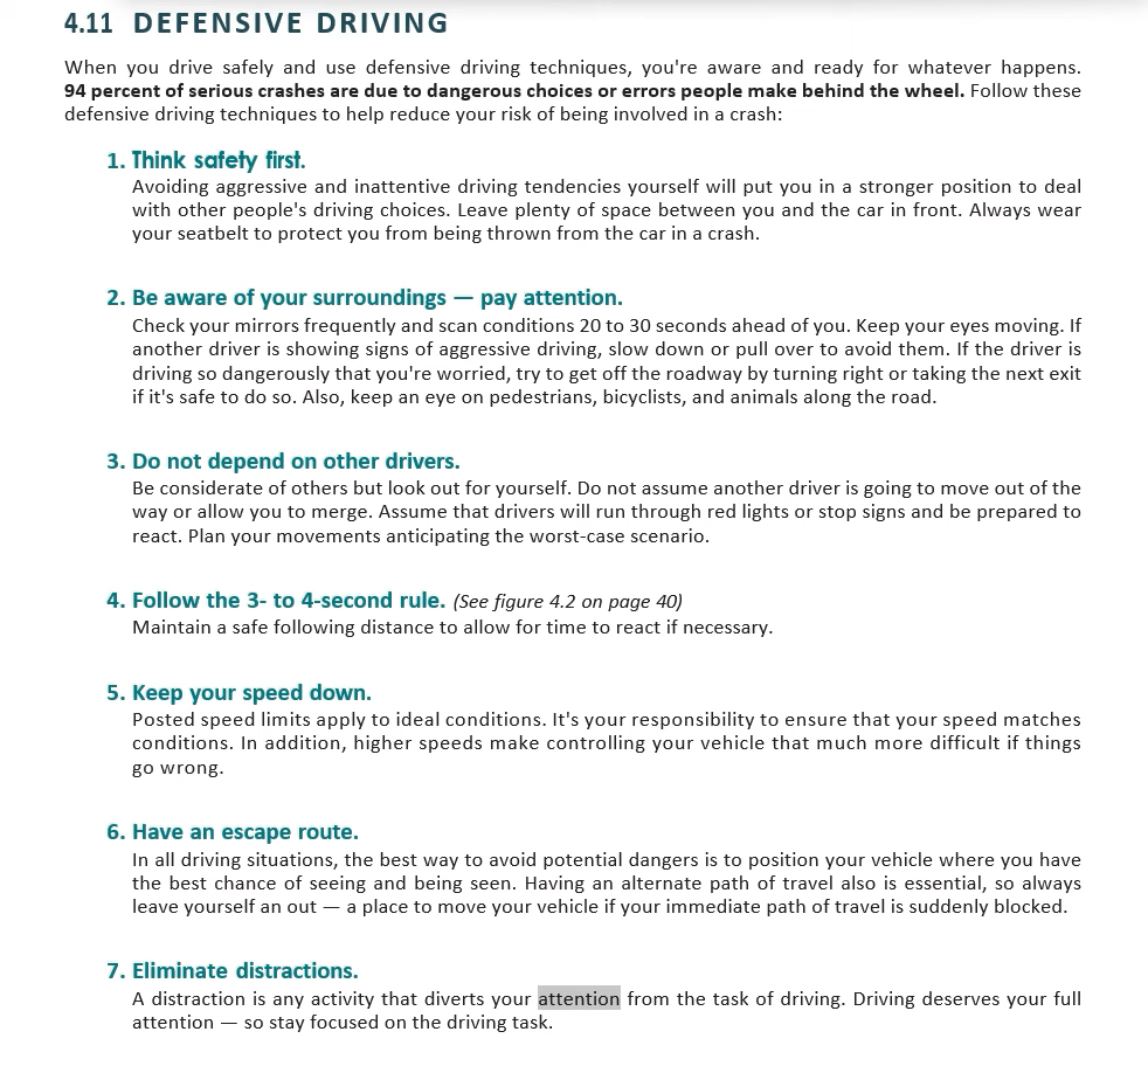 4.11 DEFENSIVE DRIVING
When you drive safely and use defensive driving techniques, you're aware and ready for whatever happens.
94 percent of serious crashes are due to dangerous choices or errors people make behind the wheel. Follow these
defensive driving techniques to help reduce your risk of being involved in a crash:
1. Think safety first.
Avoiding aggressive and inattentive driving tendencies yourself will put you in a stronger position to deal
with other people's driving choices. Leave plenty of space between you and the car in front. Always wear
your seatbelt to protect you from being thrown from the car in a crash.
2. Be aware of your surroundings — pay attention.
Check your mirrors frequently and scan conditions 20 to 30 seconds ahead of you. Keep your eyes moving. If
another driver is showing signs of aggressive driving, slow down or pull over to avoid them. If the driver is
driving so dangerously that you're worried, try to get off the roadway by turning right or taking the next exit
if it's safe to do so. Also, keep an eye on pedestrians, bicyclists, and animals along the road.
3. Do not depend on other drivers.
Be considerate of others but look out for yourself. Do not assume another driver is going to move out of the
way or allow you to merge. Assume that drivers will run through red lights or stop signs and be prepared to
react. Plan your movements anticipating the worst-case scenario.
4. Follow the 3- to 4-second rule. (See figure 4.2 on page 40)
Maintain a safe following distance to allow for time to react if necessary.
5. Keep your speed down.
Posted speed limits apply to ideal conditions. It's your responsibility to ensure that your speed matches
conditions. In addition, higher speeds make controlling your vehicle that much more difficult if things
go wrong.
6. Have an escape route.
In all driving situations, the best way to avoid potential dangers is to position your vehicle where you have
the best chance of seeing and being seen. Having an alternate path of travel also is essential, so always
leave yourself an out — a place to move your vehicle if your immediate path of travel is suddenly blocked.
7. Eliminate distractions.
A distraction is any activity that diverts your attention from the task of driving. Driving deserves your full
attention — so stay focused on the driving task.